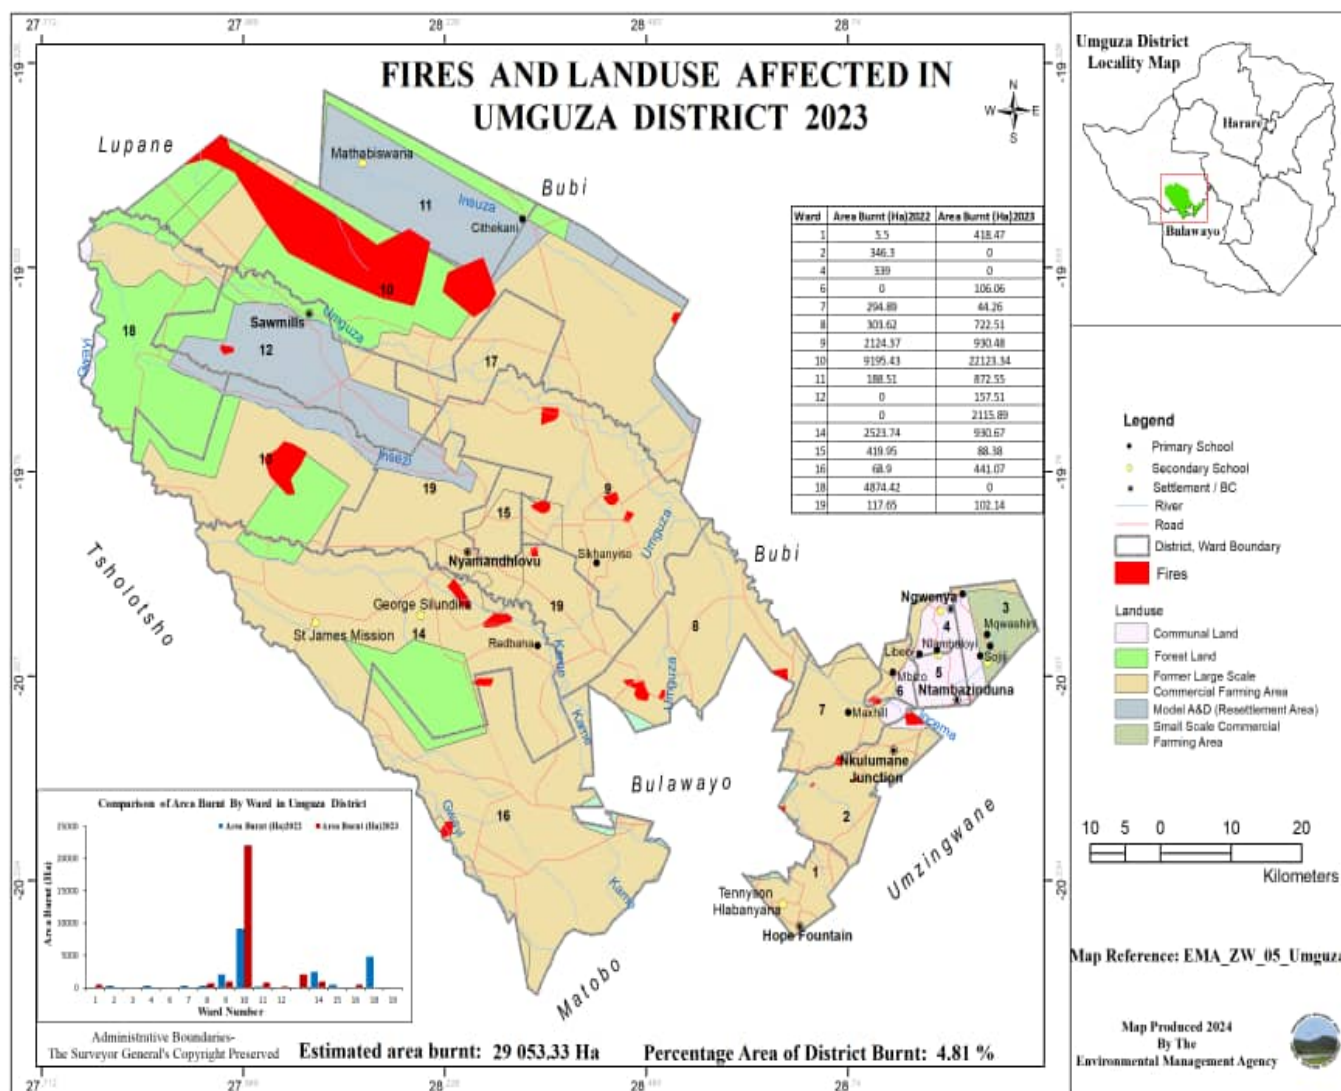 FIRES AND LANDUSE AFFECTED IN
UMGUZA DISTRICT 2023
N
W E
S
Umguza District
Locality Map
Harare
Bulawayo
Lupane
Bubi
Mathabiswana
11
Insuza
Cithekani
10
Sawmills
Umguza
18
12
Gwayi
17
Insezi
19
9
15
Umguza
Nyamandhlovu
Sikhanyiso
Bubi
Tsholotsho
George Silundika
St James Mission
14
19
Redbana
8
Ngwenya
3
4
Mqwashini
Ntambeloyi
Sojiji
5
Mbizo
6
Ntambazinduna
7
Maxhill
Umguza
Ncema
Nkulumane
Junction
Bulawayo
Khami
16
2
Gwayi
1
Umzingwane
Tennyson
Hlabanyana
Hope Fountain
Matobo
Ward Area Burnt (Ha)2022 Area Burnt (Ha)2023
1 5.5 418.47
2 346.3 0
4 339 0
6 0 106.06
7 294.89 44.26
8 303.62 722.51
9 2124.37 930.48
10 9195.43 22123.34
11 188.51 872.55
12 0 157.51
0 2115.89
14 2523.74 930.67
15 419.95 88.38
16 68.9 441.07
18 4874.42 0
19 117.65 102.14
Legend
Primary School
Secondary School
Settlement / BC
River
Road
District, Ward Boundary
Fires
Landuse
Communal Land
Forest Land
Former Large Scale
Commercial Farming Area
Model A&D (Resettlement Area)
Small Scale Commercial
Farming Area
10 5 0 10 20
Kilometers
Map Reference: EMA_ZW_05_Umguza
Map Produced 2024
By The
Environmental Management Agency
Comparison of Area Burnt By Ward in Umguza District
Area Burnt (Ha)2022 Area Burnt (Ha)2023
Area Burnt (Ha)
25000
20000
15000
10000
5000
0
1 2 4 6 7 8 9 10 11 12 14 15 16 18 19
Ward Number
Administrative Boundaries-
The Surveyor General's Copyright Preserved
Estimated area burnt: 29 053.33 Ha
Percentage Area of District Burnt: 4.81 %